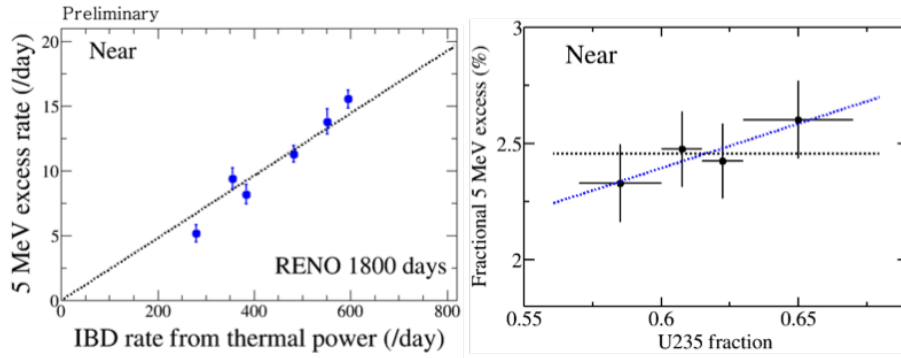 Preliminary
Near
5 MeV excess rate (/day)
20
15
10
5
0
0
200
400
600
800
RENO 1800 days
IBD rate from thermal power (/day)
Near
Fractional 5 MeV excess (%)
3
2.5
2
0.55
0.6
0.65
U235 fraction